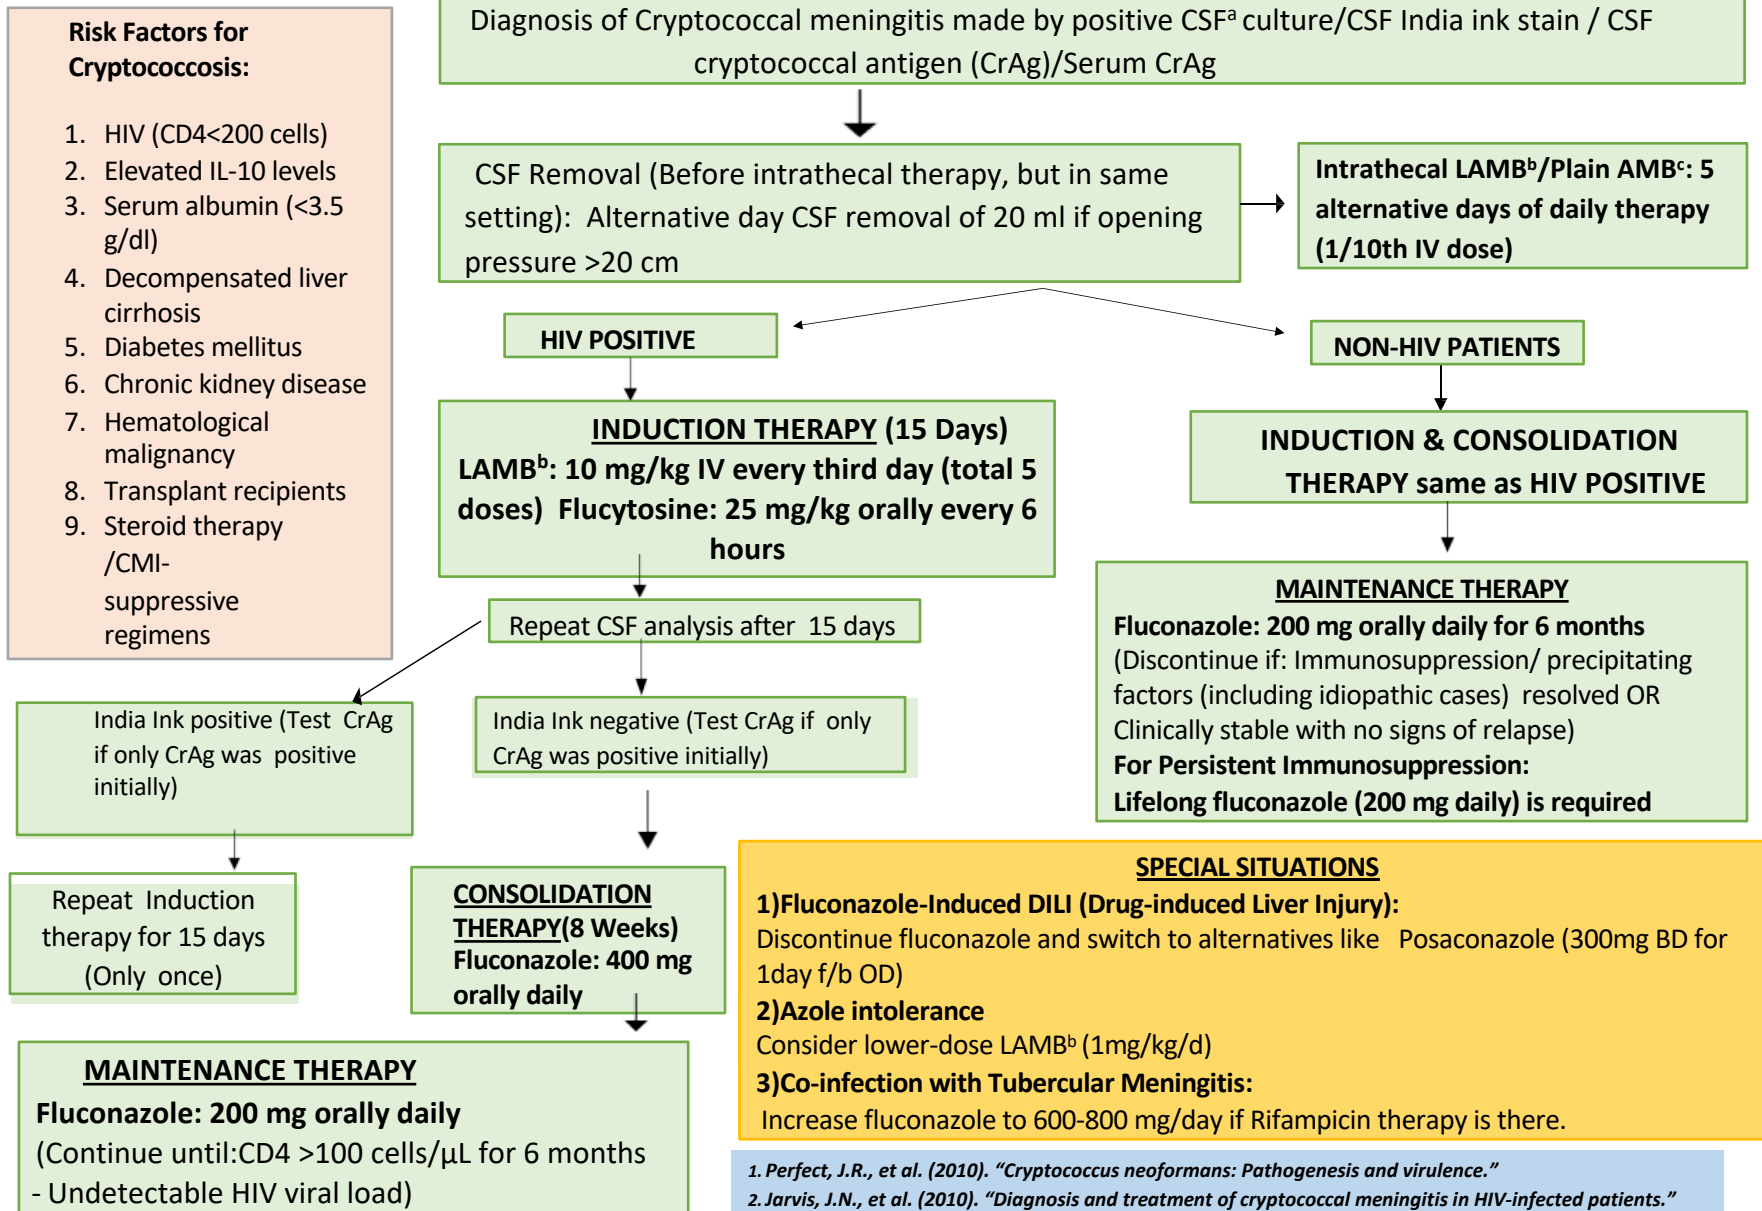 Risk Factors for
Cryptococcosis:
1. HIV (CD4<200 cells)
2. Elevated IL-10 levels
3. Serum albumin (<3.5
g/dl)
4. Decompensated liver
cirrhosis
5. Diabetes mellitus
6. Chronic kidney disease
7. Hematological
malignancy
8. Transplant recipients
9. Steroid therapy
/CMI-
suppressive
regimens
Diagnosis of Cryptococcal meningitis made by positive CSFᵃ culture/CSF India ink stain / CSF
cryptococcal antigen (CrAg)/Serum CrAg
CSF Removal (Before intrathecal therapy, but in same
setting): Alternative day CSF removal of 20 ml if opening
pressure >20 cm
Intrathecal LAMBᵇ/Plain AMBᶜ: 5
alternative days of daily therapy
(1/10th IV dose)
HIV POSITIVE
NON-HIV PATIENTS
INDUCTION THERAPY (15 Days)
LAMBᵇ: 10 mg/kg IV every third day (total 5
doses) Flucytosine: 25 mg/kg orally every 6
hours
INDUCTION & CONSOLIDATION
THERAPY same as HIV POSITIVE
Repeat CSF analysis after 15 days
India Ink positive (Test CrAg
if only CrAg was positive
initially)
India Ink negative (Test CrAg if only
CrAg was positive initially)
Repeat Induction
therapy for 15 days
(Only once)
CONSOLIDATION
THERAPY(8 Weeks)
Fluconazole: 400 mg
orally daily
MAINTENANCE THERAPY
Fluconazole: 200 mg orally daily
(Continue until:CD4 >100 cells/µL for 6 months
- Undetectable HIV viral load)
MAINTENANCE THERAPY
Fluconazole: 200 mg orally daily for 6 months
(Discontinue if: Immunosuppression/ precipitating
factors (including idiopathic cases) resolved OR
Clinically stable with no signs of relapse)
For Persistent Immunosuppression:
Lifelong fluconazole (200 mg daily) is required
SPECIAL SITUATIONS
1)Fluconazole-Induced DILI (Drug-induced Liver Injury):
Discontinue fluconazole and switch to alternatives like Posaconazole (300mg BD for
1day f/b OD)
2)Azole intolerance
Consider lower-dose LAMBᵇ (1mg/kg/d)
3)Co-infection with Tubercular Meningitis:
Increase fluconazole to 600-800 mg/day if Rifampicin therapy is there.
1. Perfect, J.R., et al. (2010). “Cryptococcus neoformans: Pathogenesis and virulence.”
2. Jarvis, J.N., et al. (2010). “Diagnosis and treatment of cryptococcal meningitis in HIV-infected patients.”